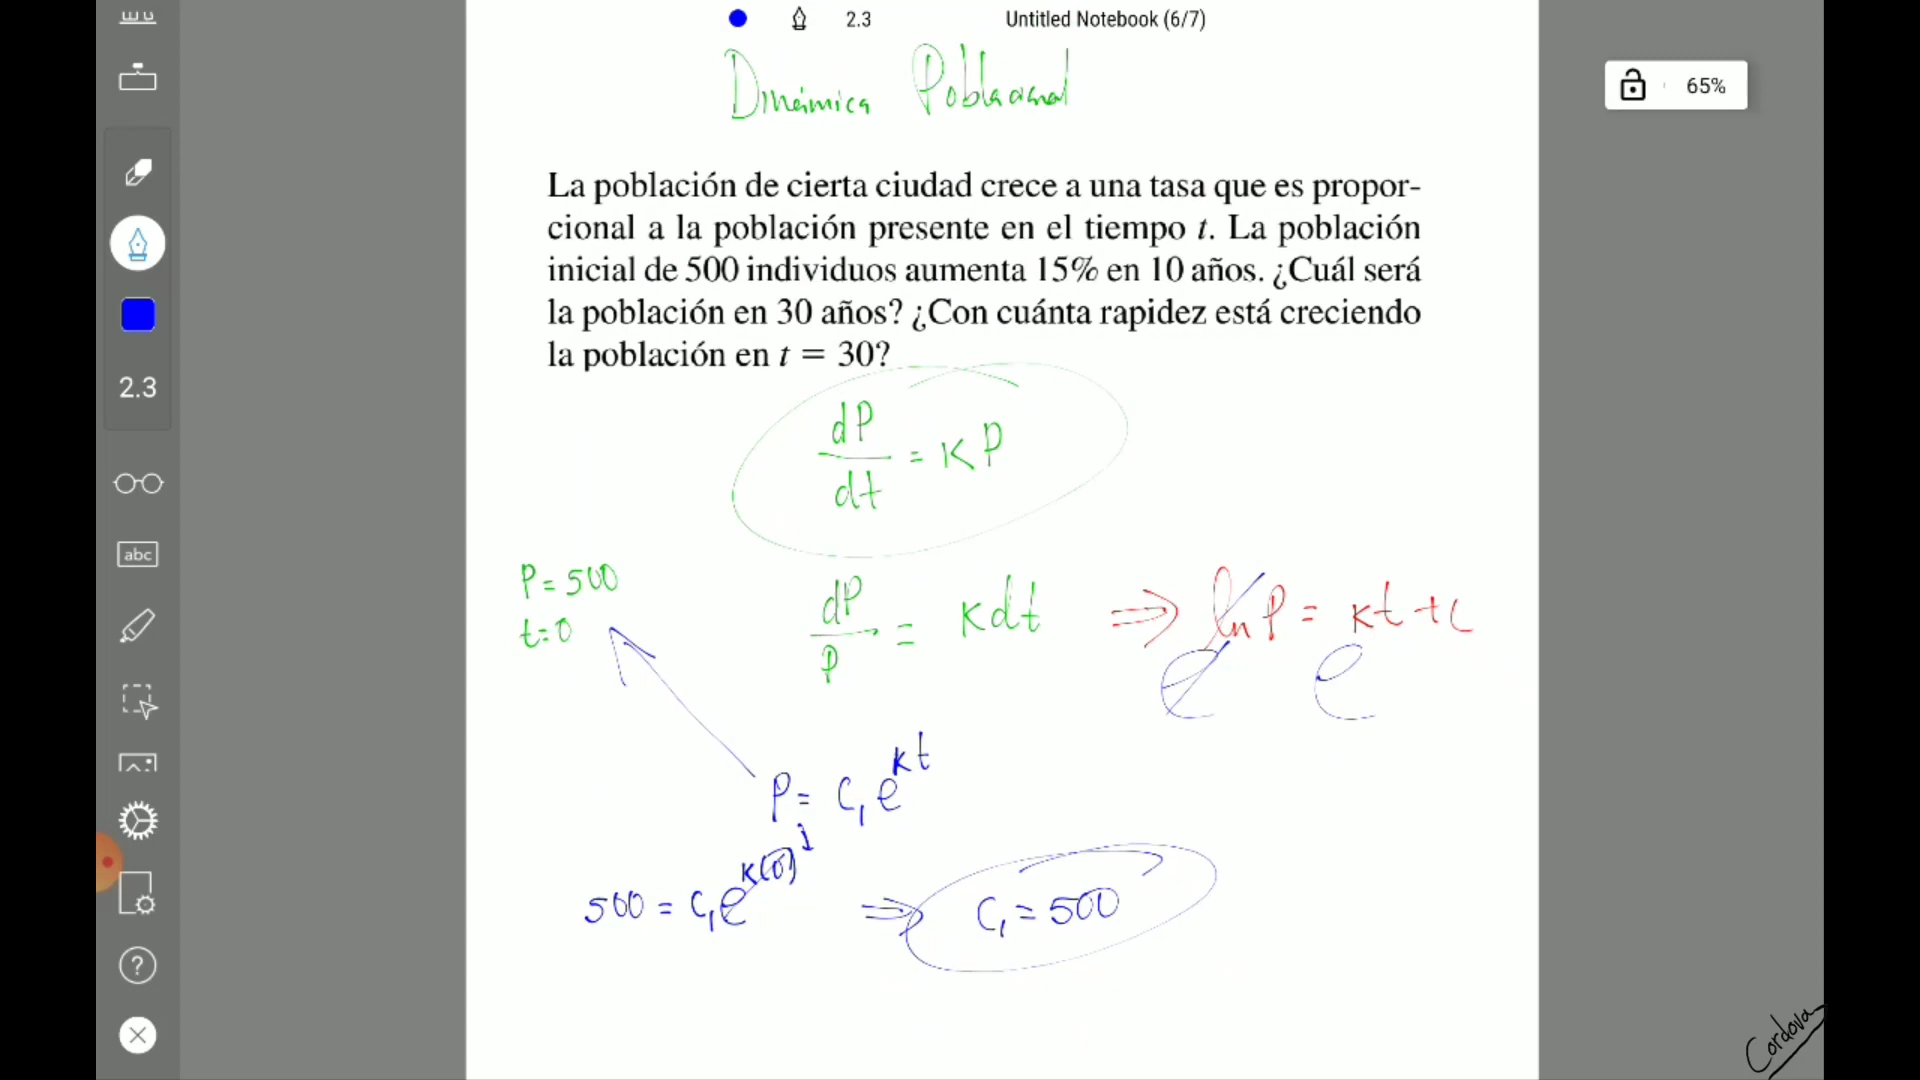 2.3 Untitled Notebook (6/7)
Dinámica Poblacional
65%
La población de cierta ciudad crece a una tasa que es propor-
cional a la población presente en el tiempo t. La población
inicial de 500 individuos aumenta 15% en 10 años. ¿Cuál será
la población en 30 años? ¿Con cuánta rapidez está creciendo
la población en t = 30?
2.3
abc
dP/dt = KP
P = 500
t = 0
dP/P = Kdt ⇒ ln P = Kt + c
e e
P = C₁e^Kt
1
500 = C₁e^K(0) ⇒ C₁ = 500
Cordova